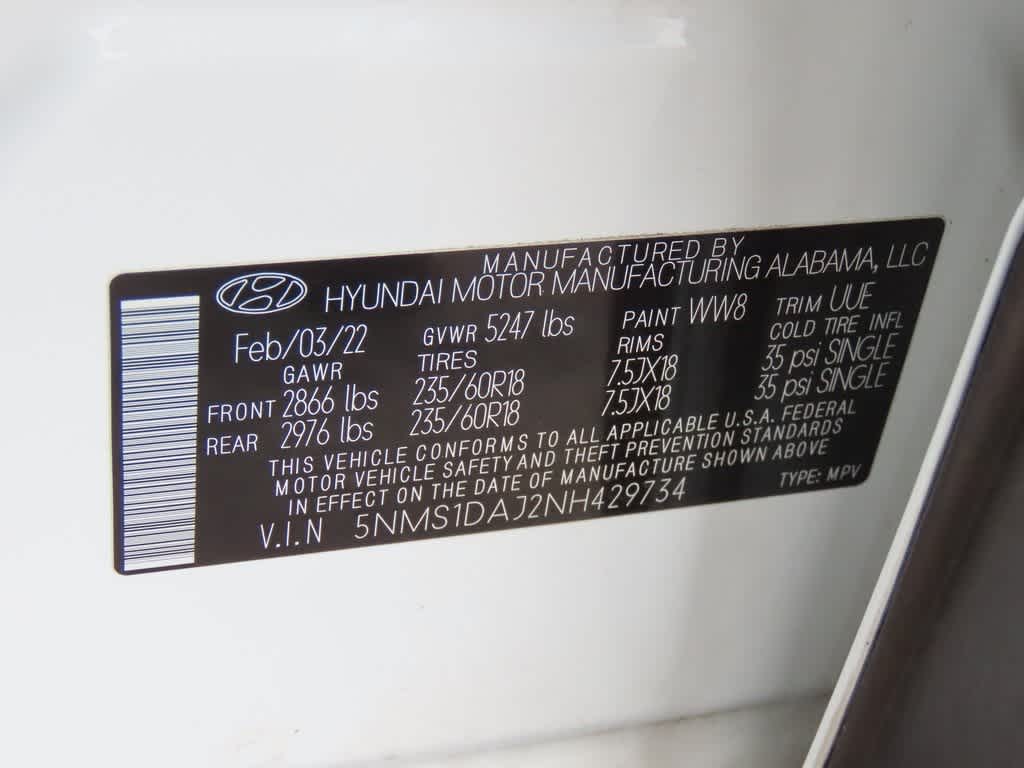 MANUFACTURED BY
HYUNDAI MOTOR MANUFACTURING ALABAMA, LLC
Feb/03/22 GVWR 5247 lbs PAINT WW8 TRIM UUE
GAWR TIRES RIMS COLD TIRE INFL
FRONT 2866 lbs 235/60R18 7.5JX18 35 psi SINGLE
REAR 2976 lbs 235/60R18 7.5JX18 35 psi SINGLE
THIS VEHICLE CONFORMS TO ALL APPLICABLE U.S.A. FEDERAL
MOTOR VEHICLE SAFETY AND THEFT PREVENTION STANDARDS
IN EFFECT ON THE DATE OF MANUFACTURE SHOWN ABOVE
V.I.N 5NMS1DAJ2NH429734 TYPE: MPV